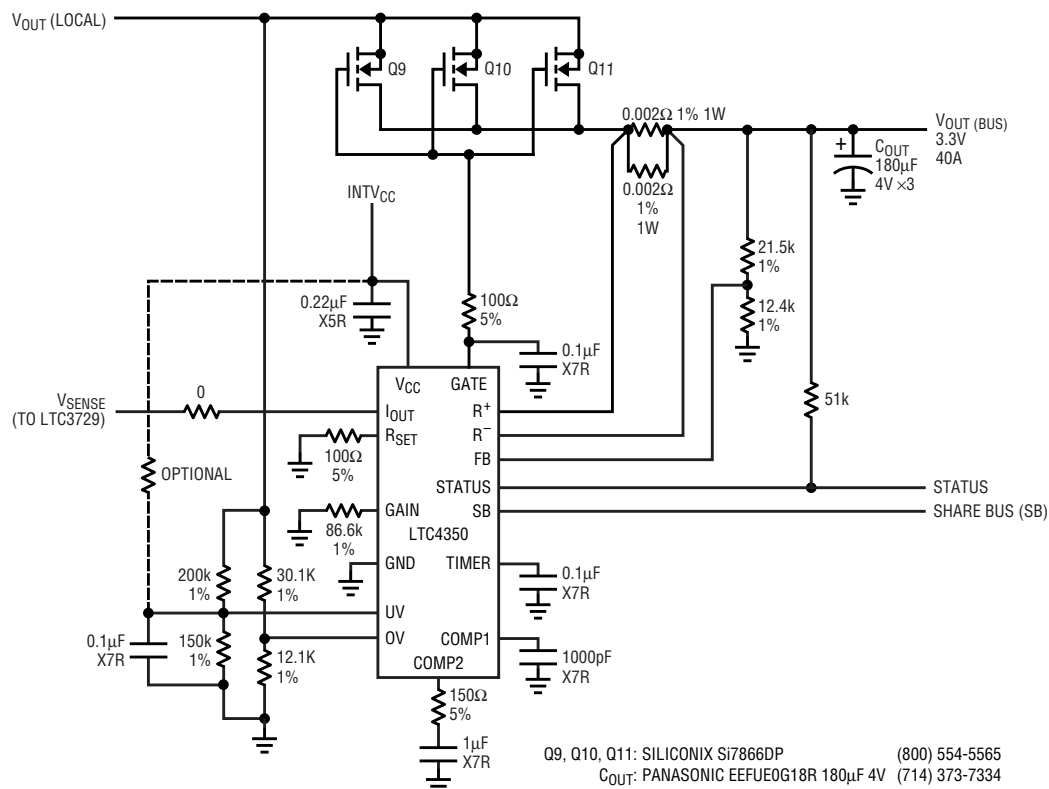 VOUT (LOCAL)
Q9
Q10
Q11
0.002Ω 1% 1W
0.002Ω
1%
1W
VOUT (BUS)
3.3V
40A
+
COUT
180µF
4V ×3
INTVCC
21.5k
1%
12.4k
1%
0.22µF
X5R
100Ω
5%
0.1µF
X7R
VSENSE
(TO LTC3729)
0
OPTIONAL
51k
VCC
GATE
IOUT
R+
RSET
R−
FB
100Ω
5%
STATUS
STATUS
GAIN
SB
SHARE BUS (SB)
86.6k
1%
LTC4350
GND
TIMER
0.1µF
X7R
200k
1%
30.1K
1%
UV
OV
COMP1
COMP2
1000pF
X7R
0.1µF
X7R
150k
1%
12.1K
1%
150Ω
5%
1µF
X7R
Q9, Q10, Q11: SILICONIX Si7866DP (800) 554-5565
COUT: PANASONIC EEFUE0G18R 180µF 4V (714) 373-7334